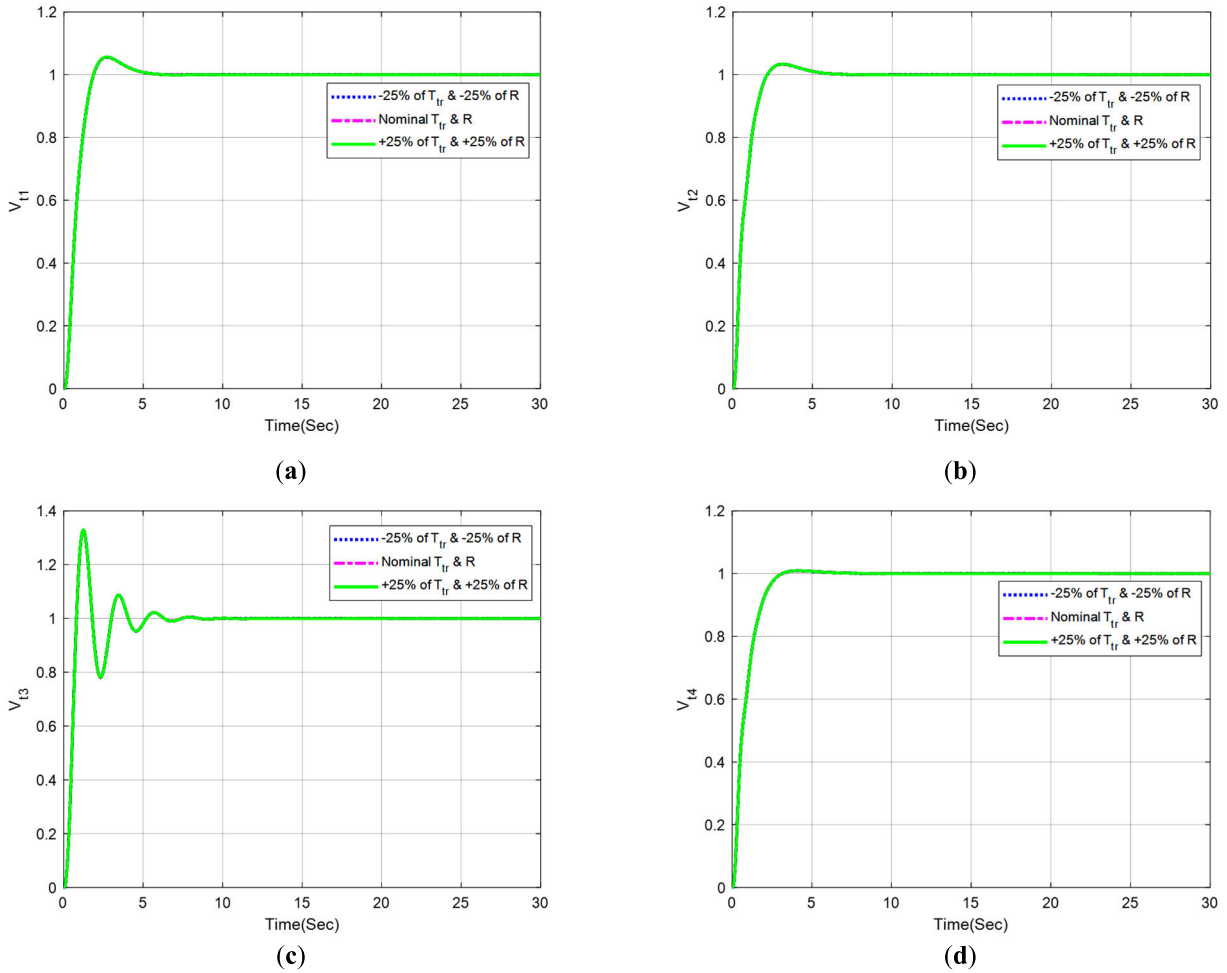 1.2
1
0.8
0.6
0.4
0.2
0
V_t1
-25% of T_tr & -25% of R
Nominal T_tr & R
+25% of T_tr & +25% of R
0 5 10 15 20 25 30
Time(Sec)
(a)
1.2
1
0.8
0.6
0.4
0.2
0
V_t2
-25% of T_tr & -25% of R
Nominal T_tr & R
+25% of T_tr & +25% of R
0 5 10 15 20 25 30
Time(Sec)
(b)
1.4
1.2
1
0.8
0.6
0.4
0.2
0
V_t3
-25% of T_tr & -25% of R
Nominal T_tr & R
+25% of T_tr & +25% of R
0 5 10 15 20 25 30
Time(Sec)
(c)
1.2
1
0.8
0.6
0.4
0.2
0
V_t4
-25% of T_tr & -25% of R
Nominal T_tr & R
+25% of T_tr & +25% of R
0 5 10 15 20 25 30
Time(Sec)
(d)